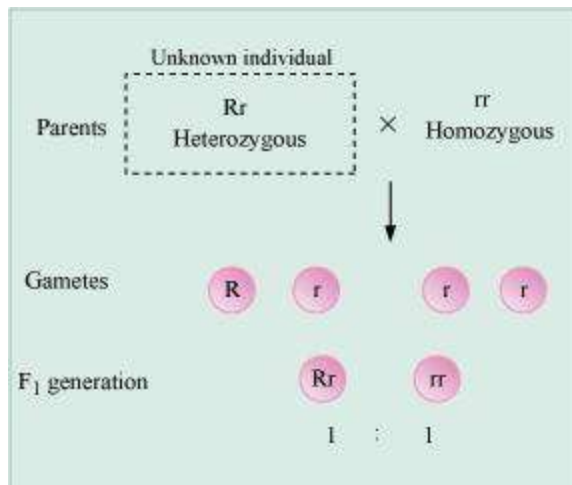 Unknown individual
Rr
Heterozygous
Parents
×
rr
Homozygous
Gametes
R r r r
F₁ generation
Rr rr
1 : 1